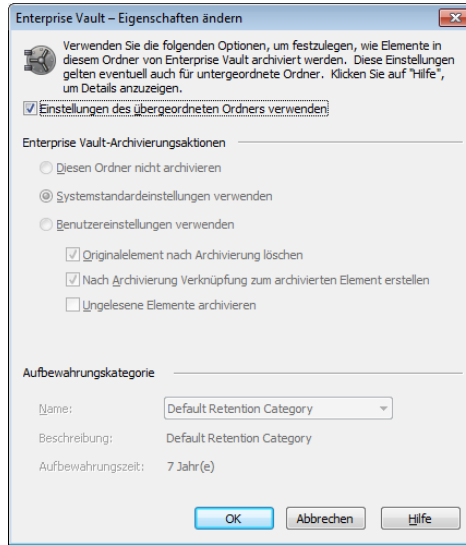 Enterprise Vault – Eigenschaften ändern
Verwenden Sie die folgenden Optionen, um festzulegen, wie Elemente in
diesem Ordner von Enterprise Vault archiviert werden. Diese Einstellungen
gelten eventuell auch für untergeordnete Ordner. Klicken Sie auf "Hilfe",
um Details anzuzeigen.
Einstellungen des übergeordneten Ordners verwenden
Enterprise Vault-Archivierungsaktionen
Diesen Ordner nicht archivieren
Systemstandardeinstellungen verwenden
Benutzereinstellungen verwenden
Originalelement nach Archivierung löschen
Nach Archivierung Verknüpfung zum archivierten Element erstellen
Ungelesene Elemente archivieren
Aufbewahrungskategorie
Name: Default Retention Category
Beschreibung: Default Retention Category
Aufbewahrungszeit: 7 Jahr(e)
OK Abbrechen Hilfe